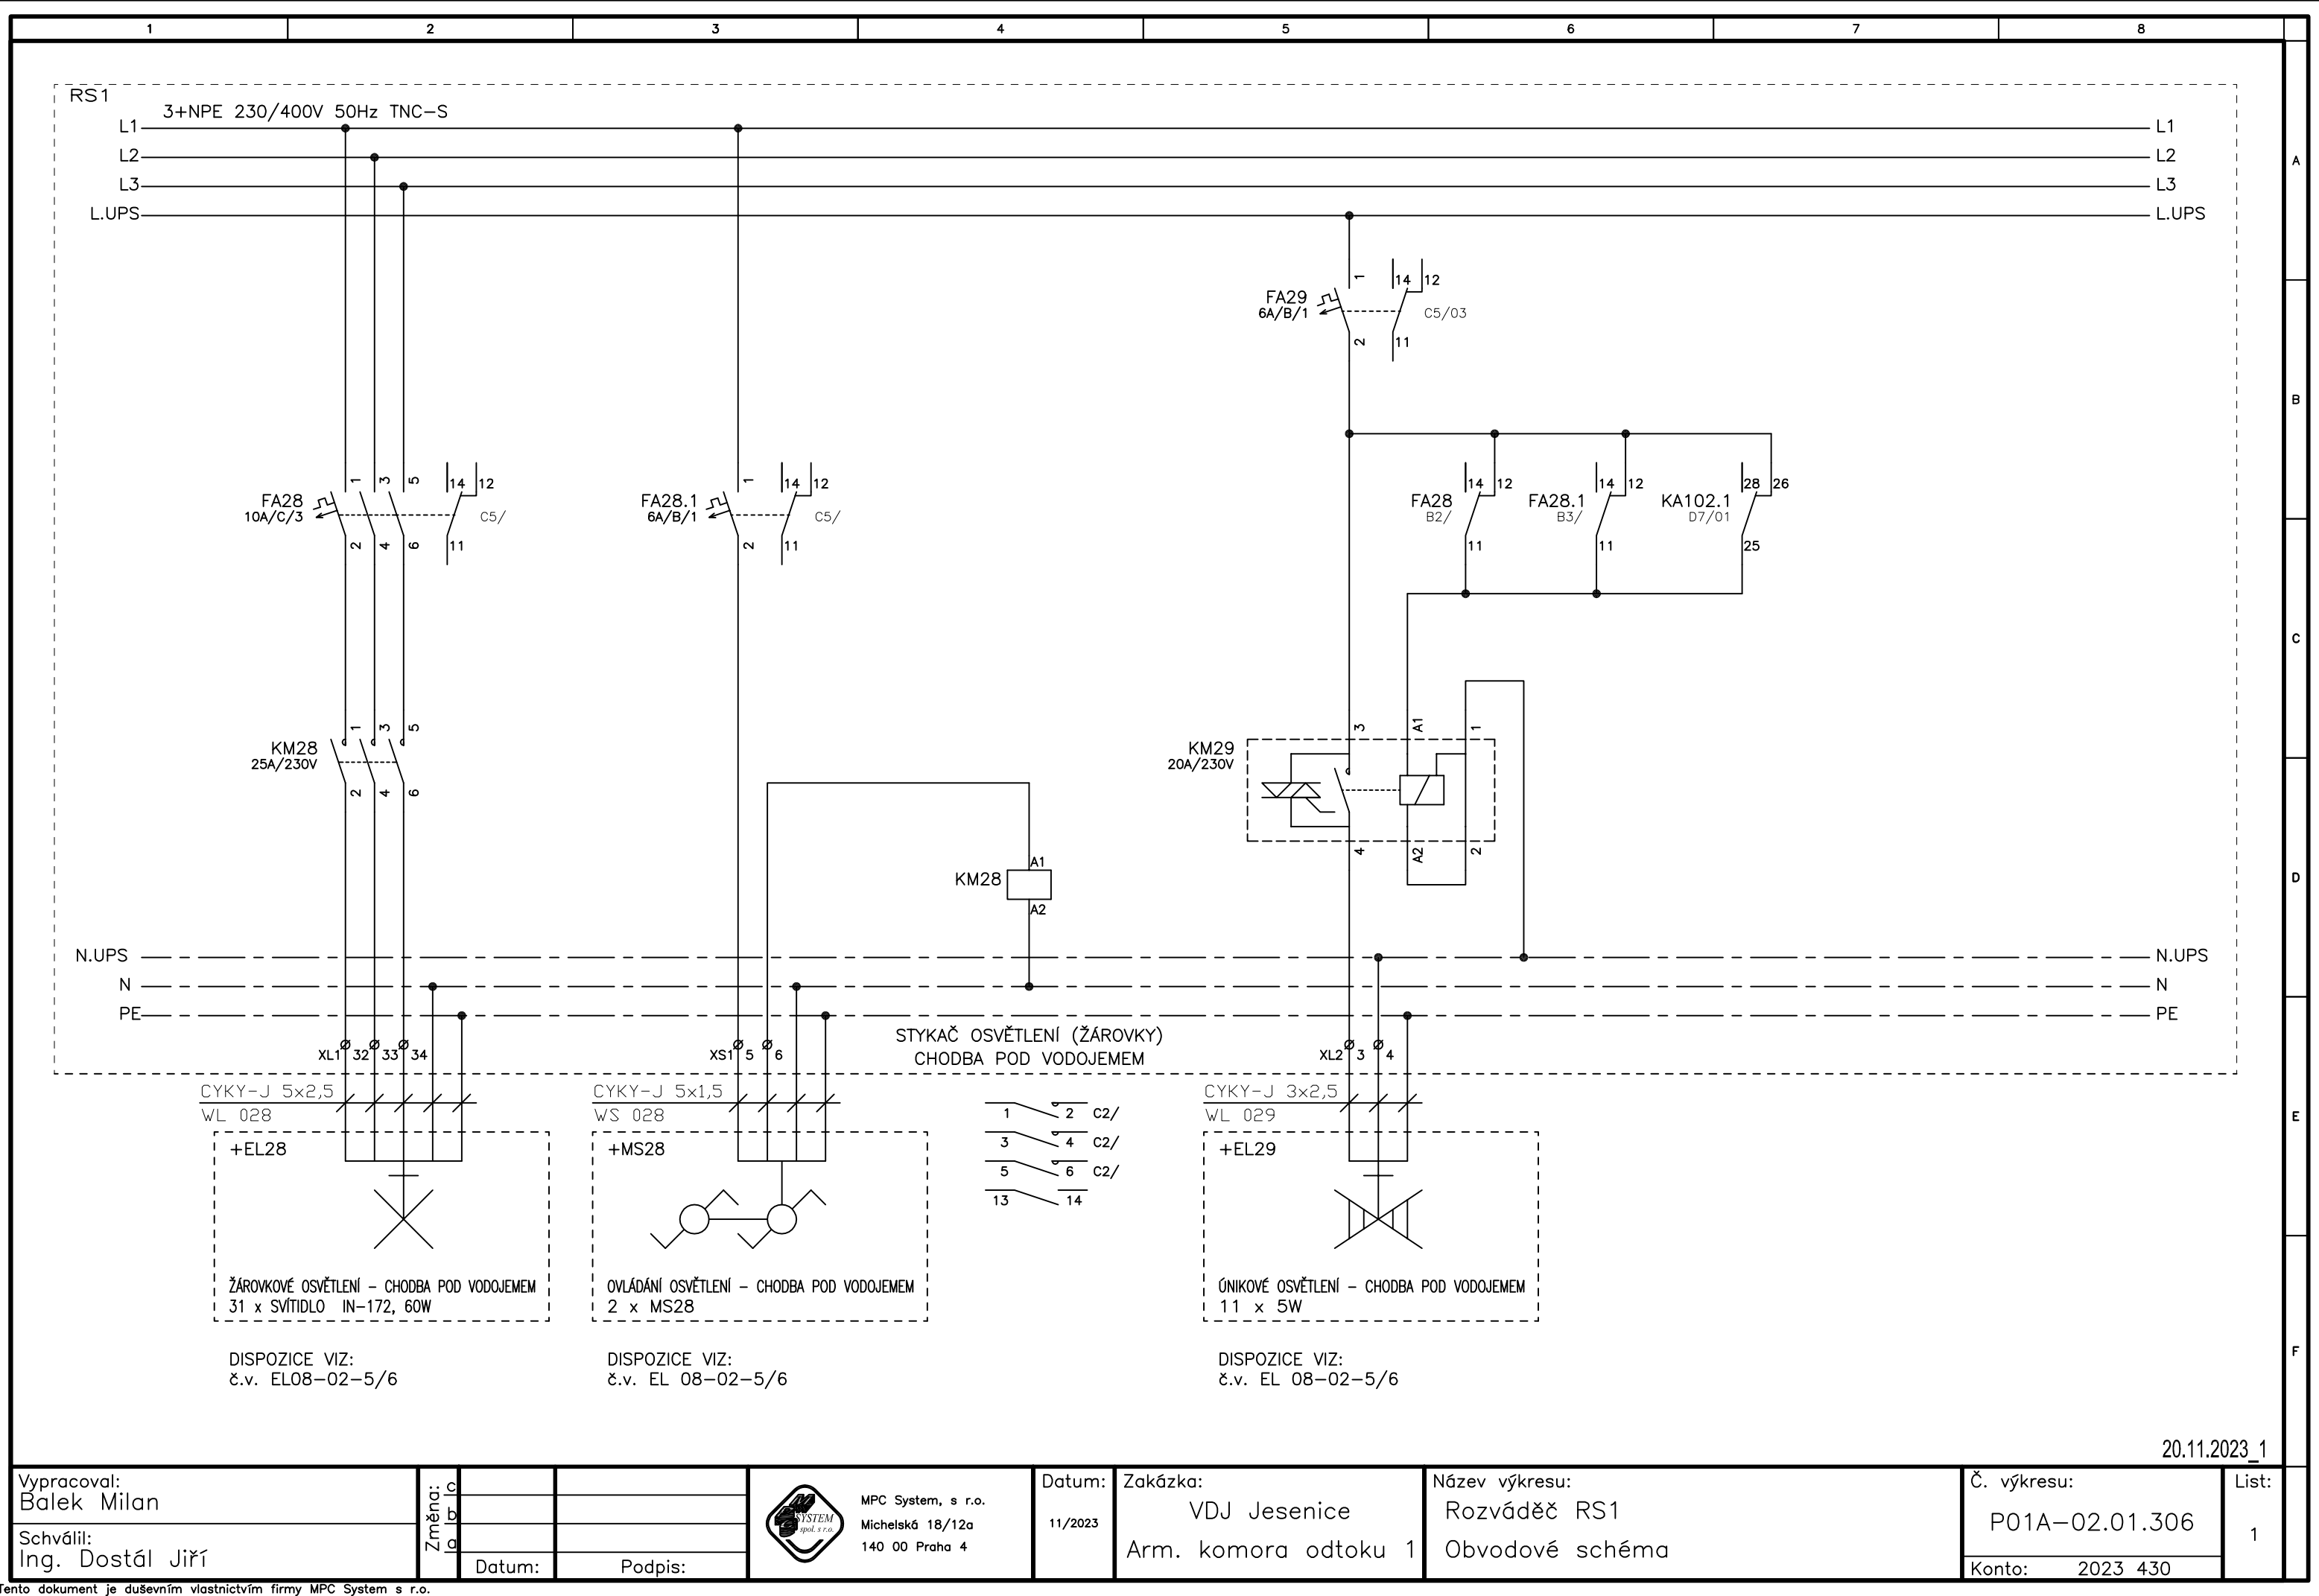 1 2 3 4 5 6 7 8
RS1
3+NPE 230/400V 50Hz TNC-S
L1 L1
L2 L2
A
L3 L3
L.UPS L.UPS
1 14 12
FA29
6A/B/1 C5/03
2 11
B
1 3 5 14 12
FA28
10A/C/3 C5/
2 4 6 11
1 14 12
FA28.1
6A/B/1 C5/
2 11
14 12
FA28
B2/
11
14 12
FA28.1
B3/
11
28 26
KA102.1
D7/01
25
C
1 3 5
KM28
25A/230V
2 4 6
3 A1 1
KM29
20A/230V
4 A2 2
A1
KM28
A2
D
N.UPS N.UPS
N N
PE PE
STYKAČ OSVĚTLENÍ (ŽÁROVKY)
CHODBA POD VODOJEMEM
XL1 32 33 34
XS1 5 6
XL2 3 4
CYKY-J 5x2,5
WL 028
CYKY-J 5x1,5
WS 028
CYKY-J 3x2,5
WL 029
1 2 C2/
3 4 C2/
5 6 C2/
13 14
E
+EL28
ŽÁROVKOVÉ OSVĚTLENÍ - CHODBA POD VODOJEMEM
31 x SVÍTIDLO IN-172, 60W
+MS28
OVLÁDÁNÍ OSVĚTLENÍ - CHODBA POD VODOJEMEM
2 x MS28
+EL29
ÚNIKOVÉ OSVĚTLENÍ - CHODBA POD VODOJEMEM
11 x 5W
F
DISPOZICE VIZ:
č.v. EL08-02-5/6
DISPOZICE VIZ:
č.v. EL 08-02-5/6
DISPOZICE VIZ:
č.v. EL 08-02-5/6
20.11.2023_1
Vypracoval:
Balek Milan
Schválil:
Ing. Dostál Jiří
Změna:
c
b
a
Datum: Podpis:
SYSTEM
spol. s r.o.
MPC System, s r.o.
Michelská 18/12a
140 00 Praha 4
Datum:
11/2023
Zakázka:
VDJ Jesenice
Arm. komora odtoku 1
Název výkresu:
Rozváděč RS1
Obvodové schéma
Č. výkresu:
P01A-02.01.306
Konto: 2023 430
List:
1
Tento dokument je duševním vlastnictvím firmy MPC System s r.o.